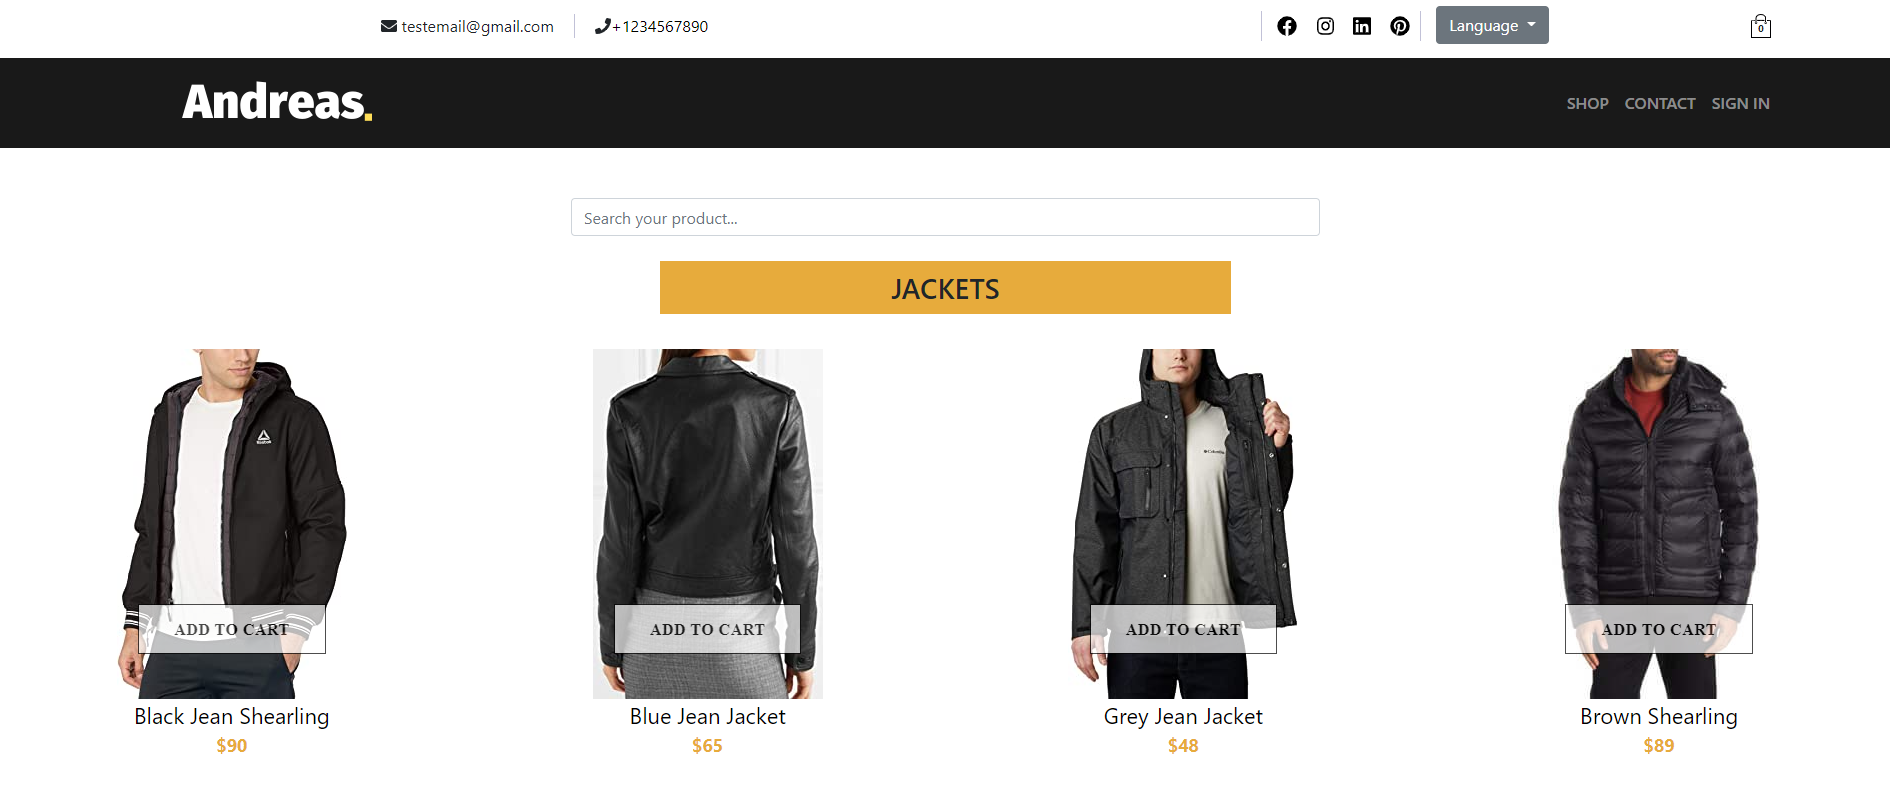 testemail@gmail.com
+1234567890
Language
0
Andreas.
SHOP CONTACT SIGN IN
Search your product...
JACKETS
Reebok
Columbia
ADD TO CART
ADD TO CART
ADD TO CART
ADD TO CART
Black Jean Shearling
Blue Jean Jacket
Grey Jean Jacket
Brown Shearling
$90
$65
$48
$89